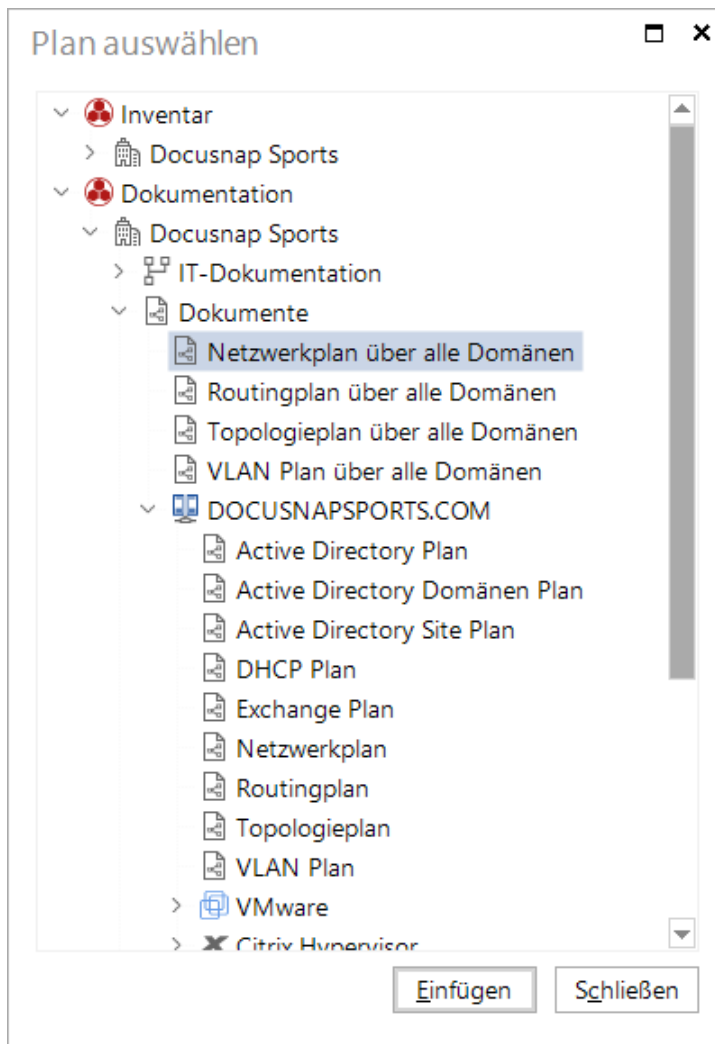 Plan auswählen
Inventar
Docusnap Sports
Dokumentation
Docusnap Sports
IT-Dokumentation
Dokumente
Netzwerkplan über alle Domänen
Routingplan über alle Domänen
Topologieplan über alle Domänen
VLAN Plan über alle Domänen
DOCUSNAPSPORTS.COM
Active Directory Plan
Active Directory Domänen Plan
Active Directory Site Plan
DHCP Plan
Exchange Plan
Netzwerkplan
Routingplan
Topologieplan
VLAN Plan
VMware
Citrix Hypervisor
Einfügen Schließen